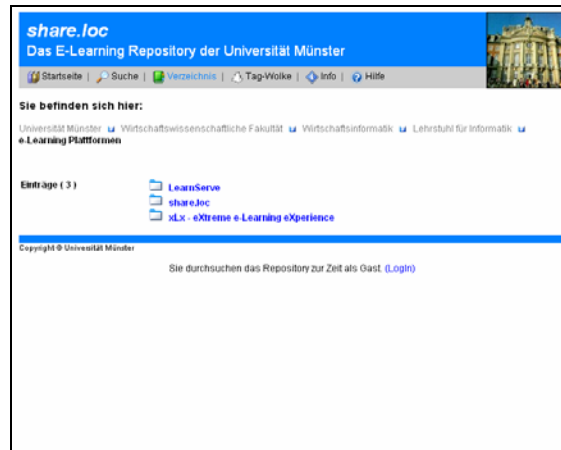 share.loc
Das E-Learning Repository der Universität Münster
Startseite | Suche | Verzeichnis | Tag-Wolke | Info | Hilfe
Sie befinden sich hier:
Universität Münster Wirtschaftswissenschaftliche Fakultät Wirtschaftsinformatik Lehrstuhl für Informatik
e-Learning Plattformen
Einträge ( 3 ) LearnServe
share.loc
xLx - eXtreme e-Learning eXperience
Copyright © Universität Münster
Sie durchsuchen das Repository zur Zeit als Gast. (LogIn)